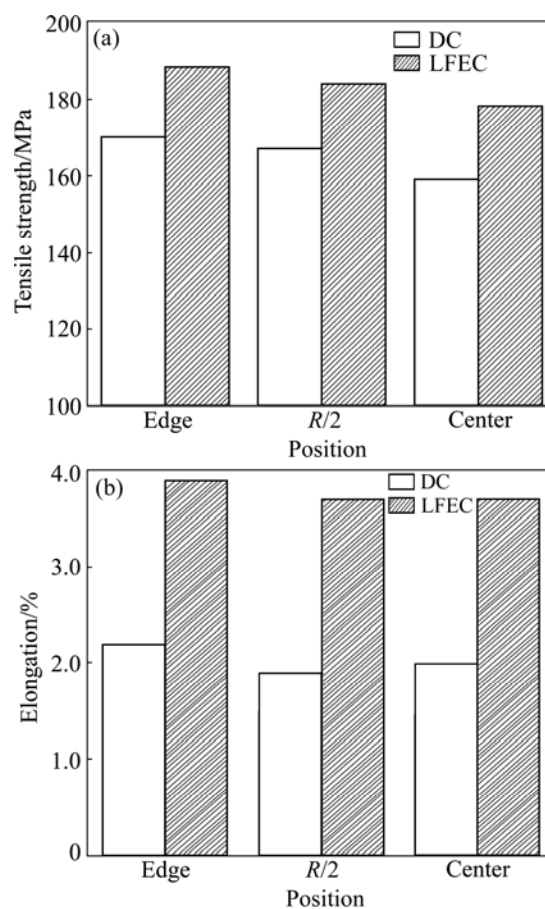 (a)
DC
LFEC
Tensile strength/MPa
200
180
160
140
120
100
Edge
R/2
Center
Position
(b)
DC
LFEC
Elongation/%
4.0
3.0
2.0
1.0
0
Edge
R/2
Center
Position